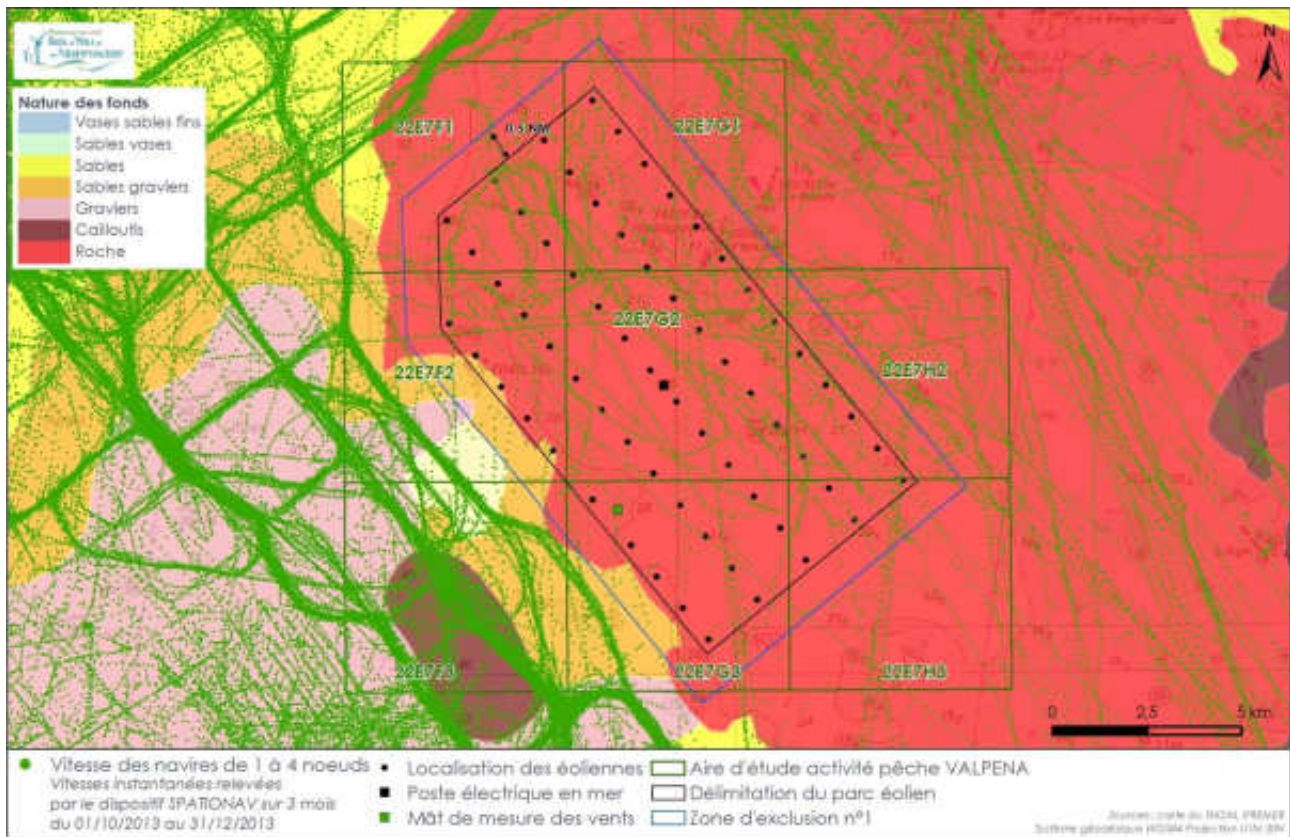 Nature des fonds
Vases sables fins
Sables vases
Sables
Sables graviers
Graviers
Cailloutis
Roche
N
22E7F1
0.5 NM
22E7G1
22E7G2
22E7F2
22E7H2
22E7F3
22E7G3
22E7H3
0 2,5 5 km
Vitesse des navires de 1 à 4 noeuds
Vitesses instantanées relevées
par le dispositif SPATIONAV sur 3 mois
du 01/10/2013 au 31/12/2013
Localisation des éoliennes
Poste électrique en mer
Mât de mesure des vents
Aire d'étude activité pêche VALPENA
Délimitation du parc éolien
Zone d'exclusion n°1